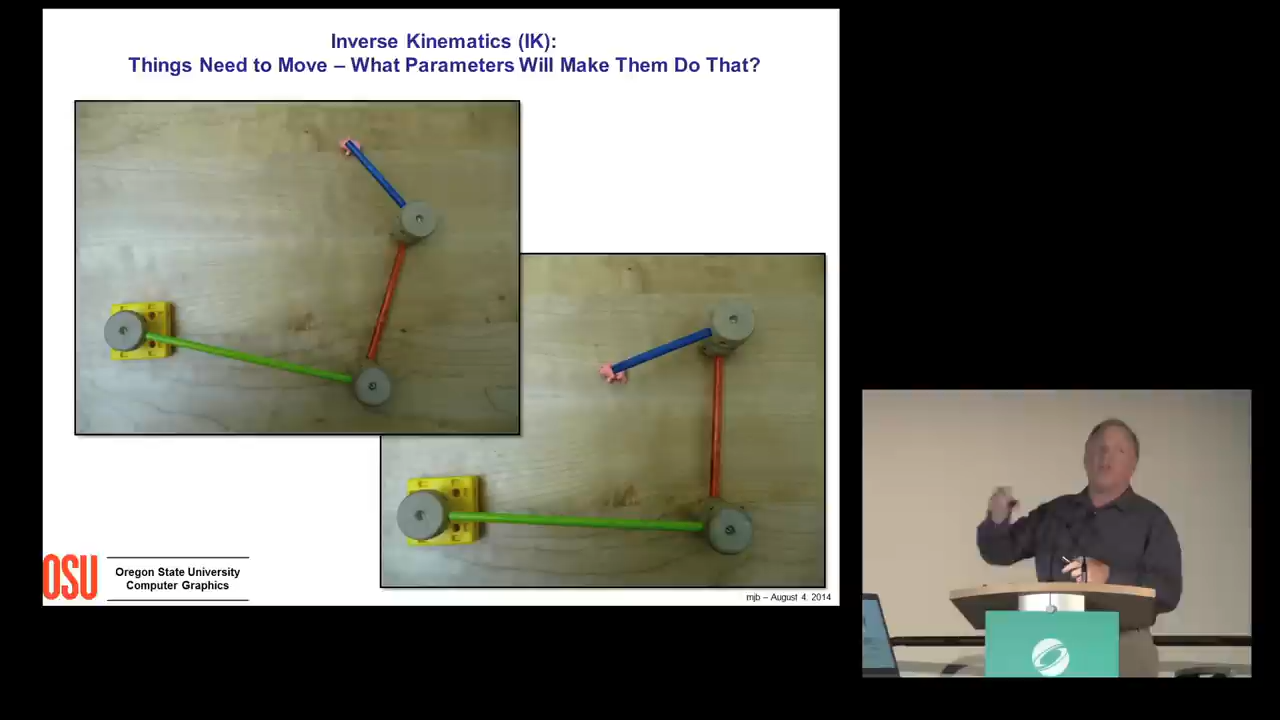 Inverse Kinematics (IK):
Things Need to Move – What Parameters Will Make Them Do That?
OSU
Oregon State University
Computer Graphics
mjb – August 4, 2014